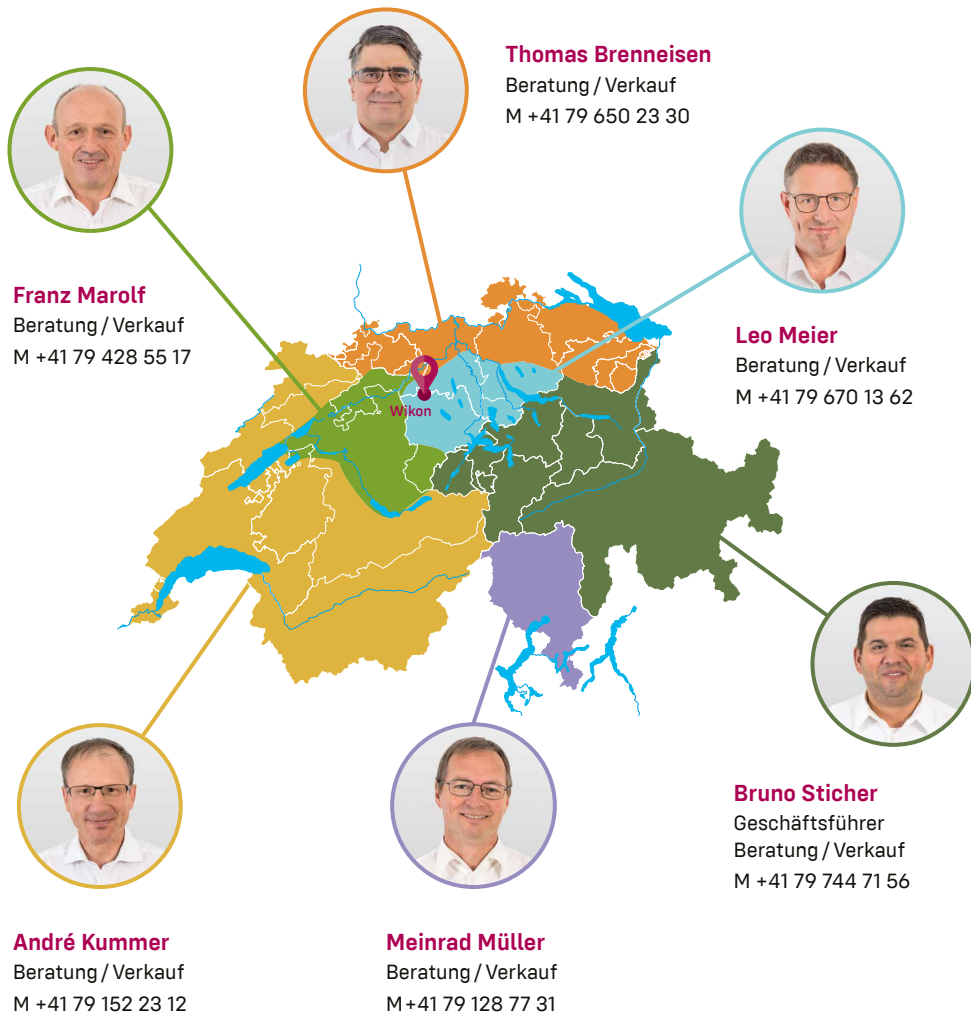 Thomas Brenneisen
Beratung / Verkauf
M +41 79 650 23 30
Franz Marolf
Beratung / Verkauf
M +41 79 428 55 17
Leo Meier
Beratung / Verkauf
M +41 79 670 13 62
Wikon
Bruno Sticher
Geschäftsführer
Beratung / Verkauf
M +41 79 744 71 56
André Kummer
Beratung / Verkauf
M +41 79 152 23 12
Meinrad Müller
Beratung / Verkauf
M +41 79 128 77 31